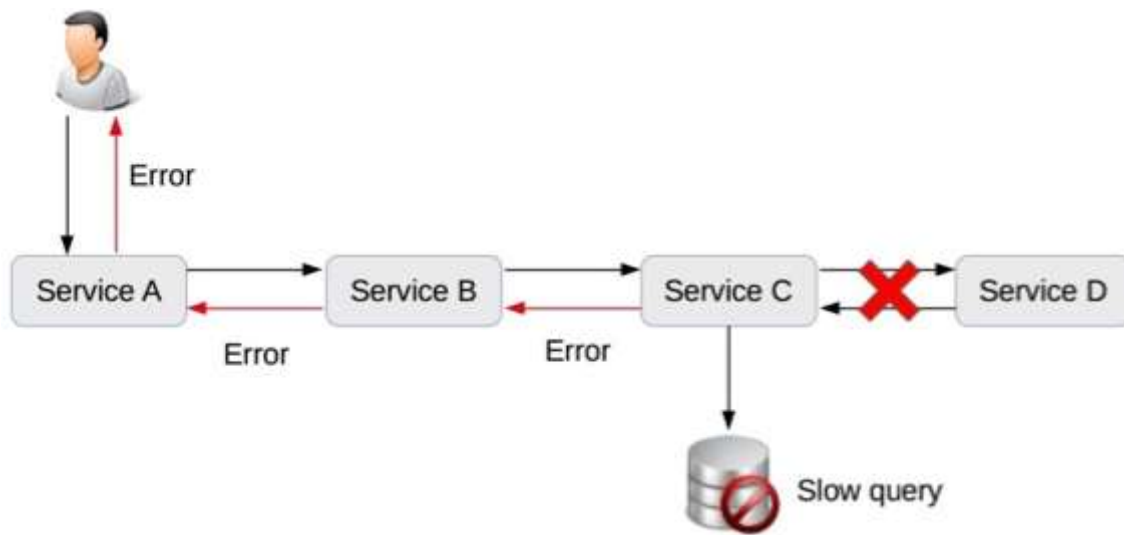 Error
Service A
Service B
Service C
Service D
Error
Error
Slow query